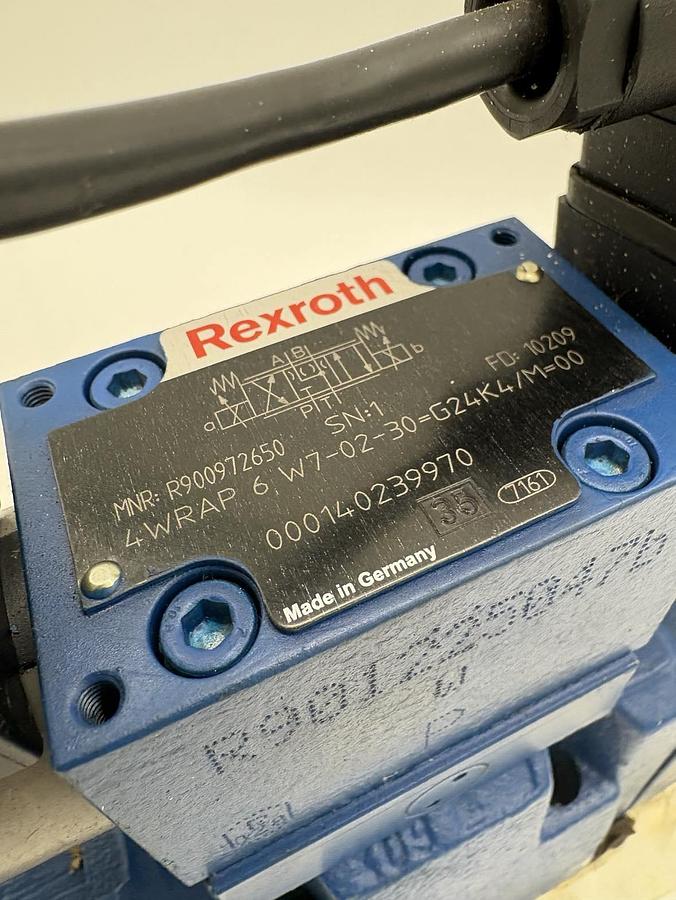 Rexroth
A B
a b
P T
FD: 10209
MNR: R900972650 SN:1
4WRAP 6 W7-02-30=G24K4/M=00
000140239970
35 7161
Made in Germany